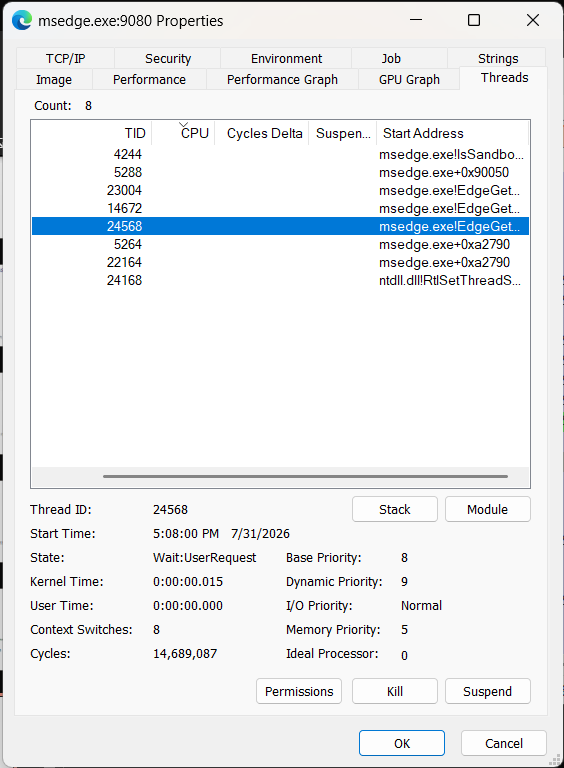 msedge.exe:9080 Properties
TCP/IP Security Environment Job Strings
Image Performance Performance Graph GPU Graph Threads
Count: 8
TID CPU Cycles Delta Suspen... Start Address
4244 msedge.exe!IsSandbo...
5288 msedge.exe+0x90050
23004 msedge.exe!EdgeGet...
14672 msedge.exe!EdgeGet...
24568 msedge.exe!EdgeGet...
5264 msedge.exe+0xa2790
22164 msedge.exe+0xa2790
24168 ntdll.dll!RtlSetThreadS...
Thread ID: 24568 Stack Module
Start Time: 5:08:00 PM 7/31/2026
State: Wait:UserRequest Base Priority: 8
Kernel Time: 0:00:00.015 Dynamic Priority: 9
User Time: 0:00:00.000 I/O Priority: Normal
Context Switches: 8 Memory Priority: 5
Cycles: 14,689,087 Ideal Processor: 0
Permissions Kill Suspend
OK Cancel